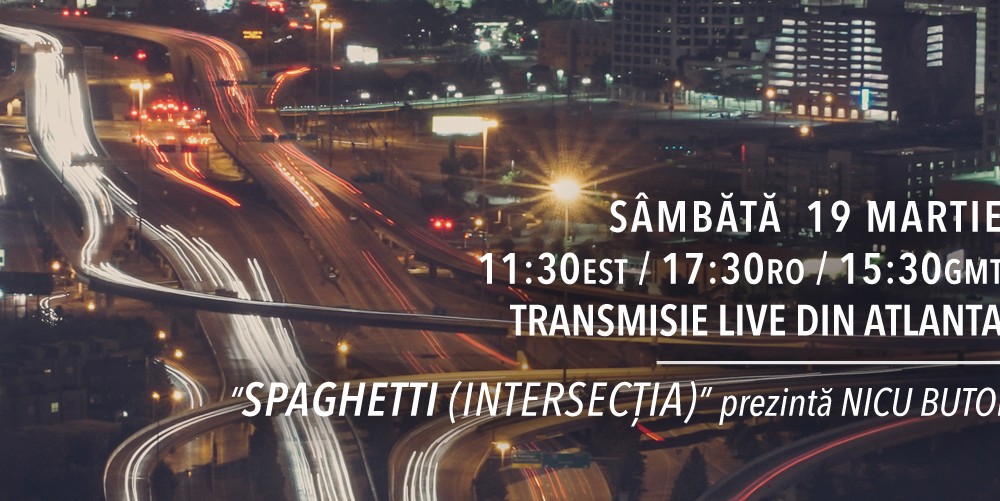 SÂMBĂTĂ 19 MARTIE
11:30EST / 17:30RO / 15:30GMT
TRANSMISIE LIVE DIN ATLANTA
"SPAGHETTI (INTERSECȚIA)" prezintă NICU